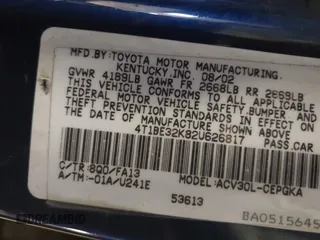 MFD BY: TOYOTA MOTOR MANUFACTURING,
KENTUCKY, INC. 08/02
GVWR 4189LB GAWR FR 2668LB RR 2668LB
THIS VEHICLE CONFORMS TO ALL APPLICABLE
FEDERAL MOTOR VEHICLE SAFETY, BUMPER, AND
THEFT PREVENTION STANDARDS IN EFFECT ON
THE DATE OF MANUFACTURE SHOWN ABOVE.
4T1BE32K82U626817 PASS.CAR
C/TR: 8Q0/FA13 MODEL: ACV30L-CEPGKA
A/TM: -01A/U241E
53613
BA0515645